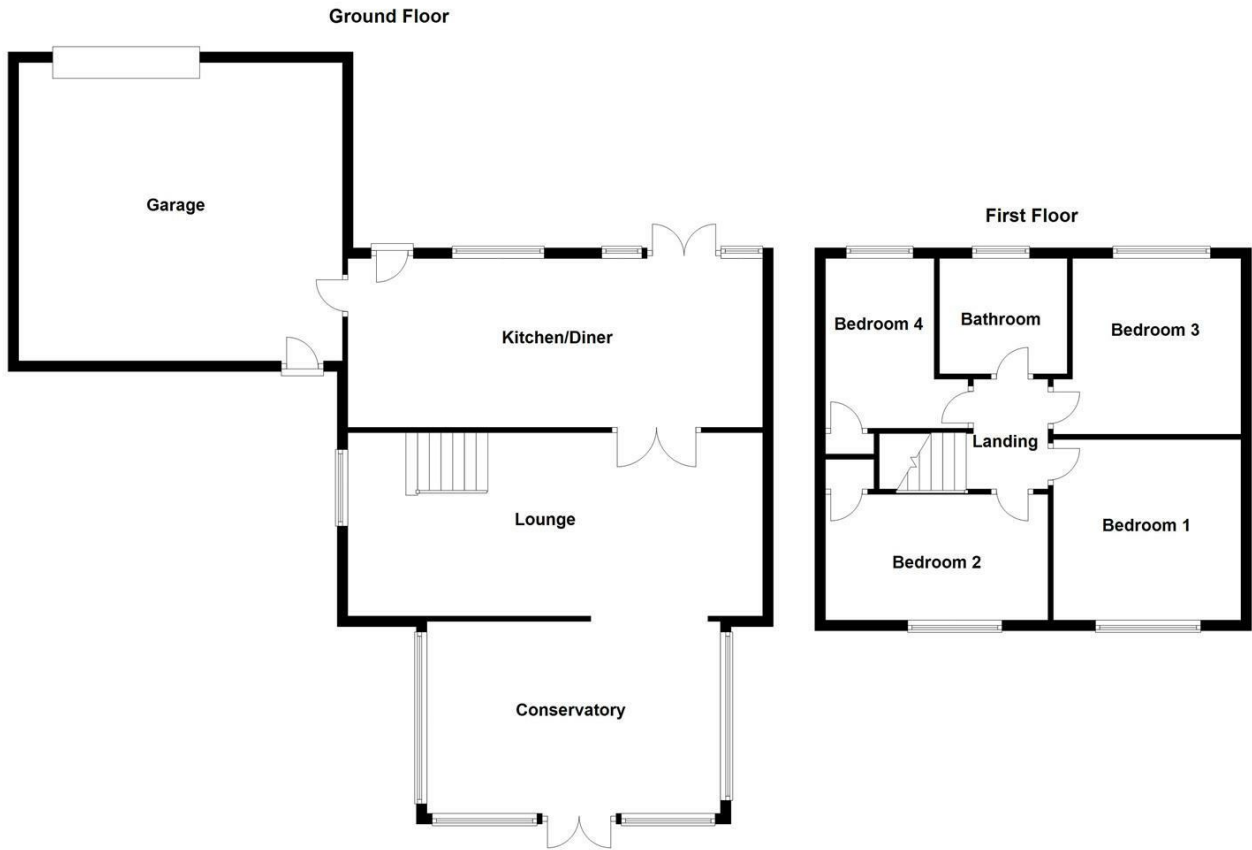 Ground Floor
Garage
Kitchen/Diner
Lounge
Conservatory
First Floor
Bedroom 4
Bathroom
Bedroom 3
Landing
Bedroom 1
Bedroom 2